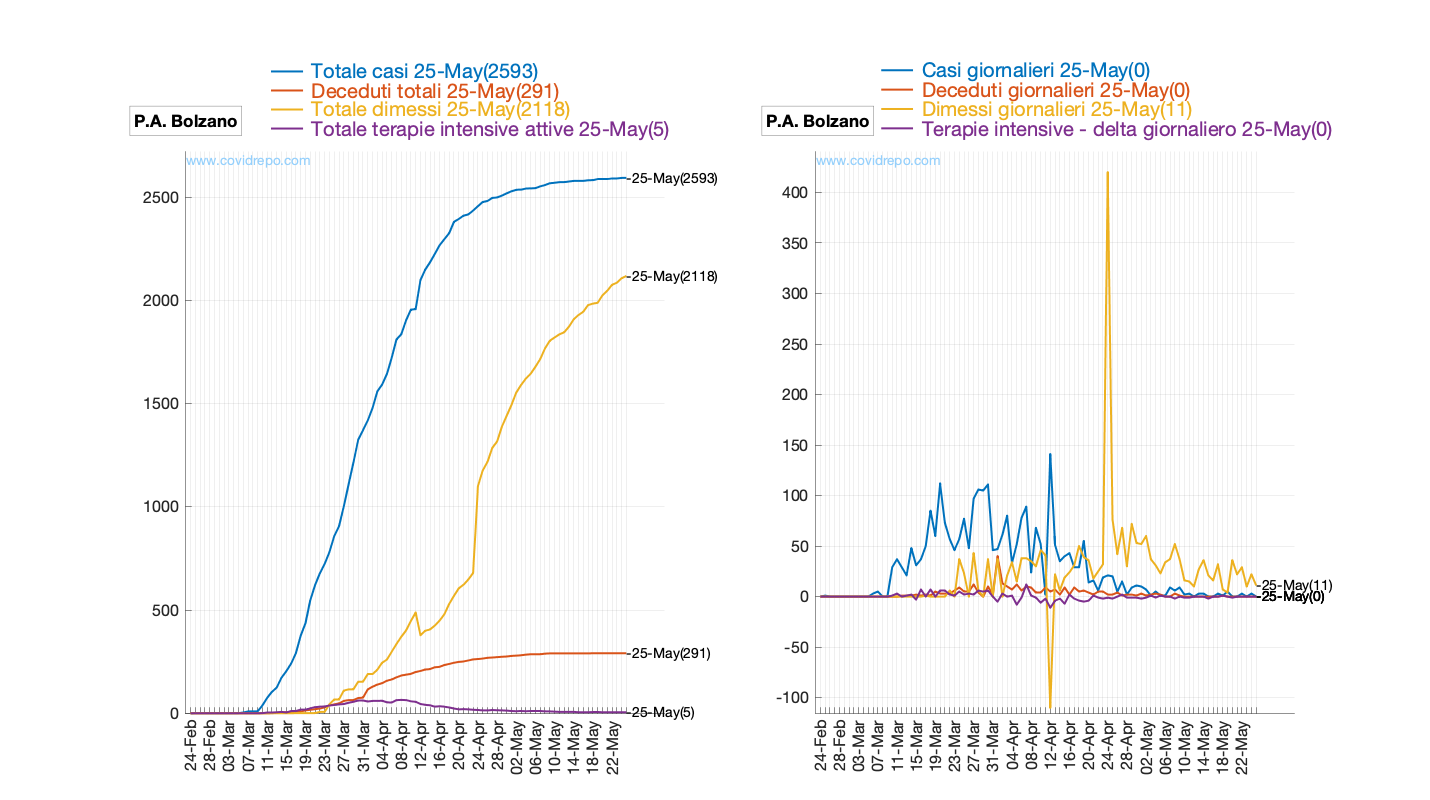 Totale casi 25-May(2593)
Deceduti totali 25-May(291)
Totale dimessi 25-May(2118)
Totale terapie intensive attive 25-May(5)
P.A. Bolzano
www.covidrepo.com
2500
2000
1500
1000
500
0
25-May(2593)
25-May(2118)
25-May(291)
25-May(5)
24-Feb
28-Feb
03-Mar
07-Mar
11-Mar
15-Mar
19-Mar
23-Mar
27-Mar
31-Mar
04-Apr
08-Apr
12-Apr
16-Apr
20-Apr
24-Apr
28-Apr
02-May
06-May
10-May
14-May
18-May
22-May
Casi giornalieri 25-May(0)
Deceduti giornalieri 25-May(0)
Dimessi giornalieri 25-May(11)
Terapie intensive - delta giornaliero 25-May(0)
P.A. Bolzano
www.covidrepo.com
400
350
300
250
200
150
100
50
0
-50
-100
25-May(11)
25-May(0)
24-Feb
28-Feb
03-Mar
07-Mar
11-Mar
15-Mar
19-Mar
23-Mar
27-Mar
31-Mar
04-Apr
08-Apr
12-Apr
16-Apr
20-Apr
24-Apr
28-Apr
02-May
06-May
10-May
14-May
18-May
22-May